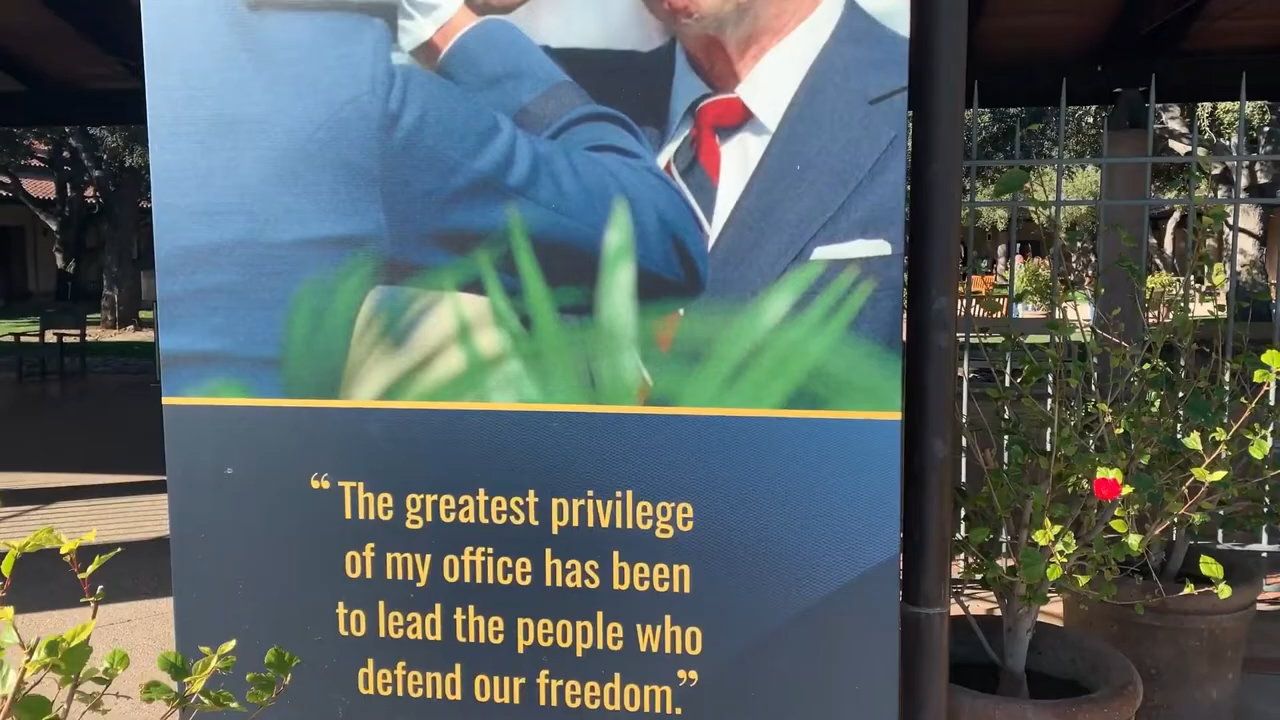 “The greatest privilege
of my office has been
to lead the people who
defend our freedom.”